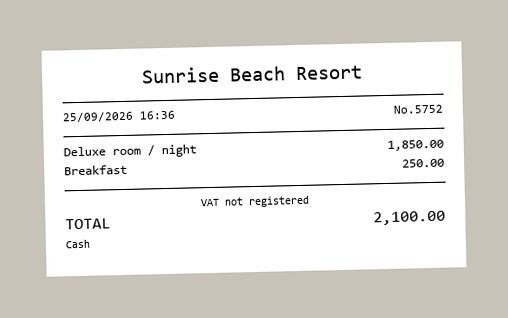 Sunrise Beach Resort
25/09/2026 16:36 No.5752
Deluxe room / night 1,850.00
Breakfast 250.00
VAT not registered
TOTAL 2,100.00
Cash